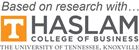 Based on research with...
T HASLAM
COLLEGE OF BUSINESS
THE UNIVERSITY OF TENNESSEE, KNOXVILLE